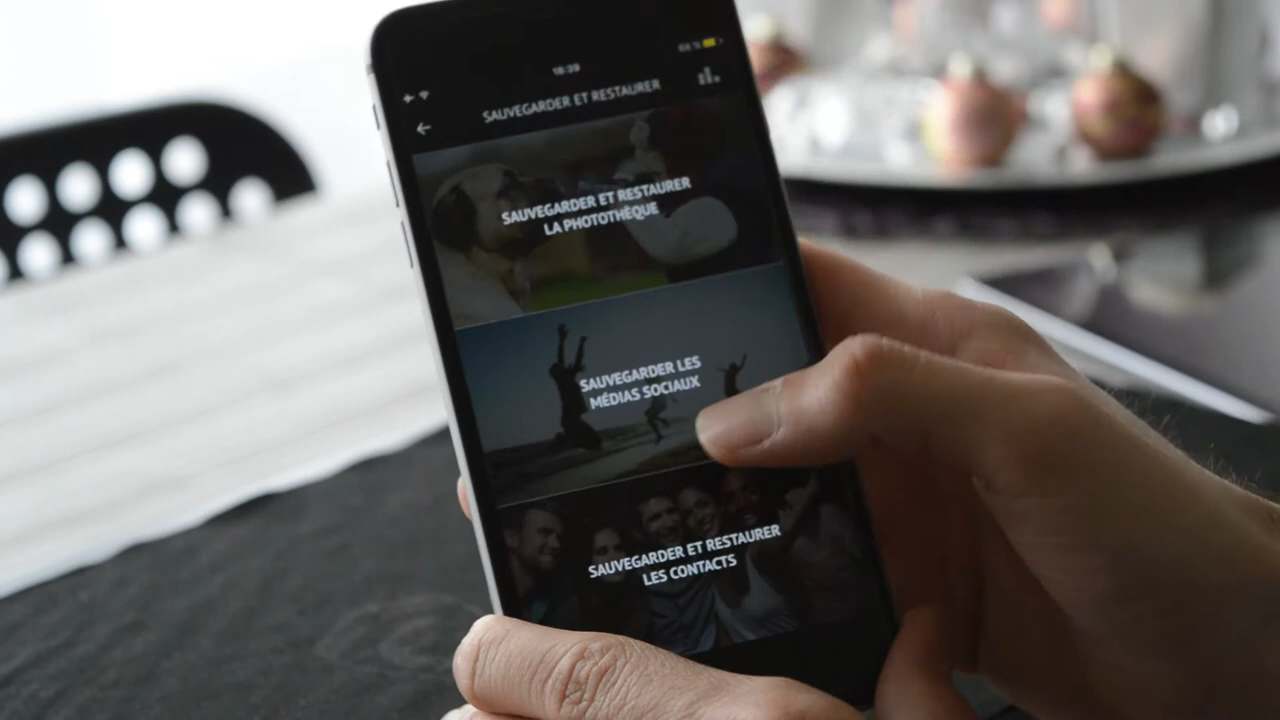 18:39
SAUVEGARDER ET RESTAURER
SAUVEGARDER ET RESTAURER
LA PHOTOTHÈQUE
SAUVEGARDER LES
MÉDIAS SOCIAUX
SAUVEGARDER ET RESTAURER
LES CONTACTS